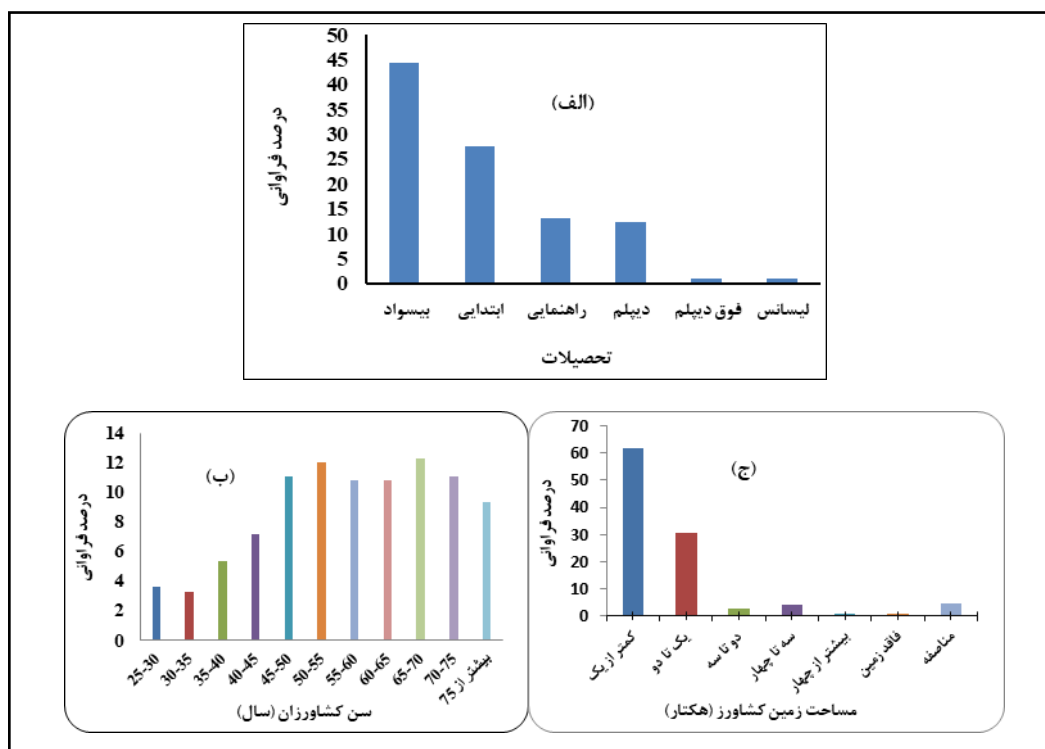 50
45
40
35
30
25
20
15
10
5
0
درصد فراوانی
(الف)
بیسواد ابتدایی راهنمایی دیپلم فوق دیپلم لیسانس
تحصیلات
14
12
10
8
6
4
2
0
درصد فراوانی
(ب)
25-30 30-35 35-40 40-45 45-50 50-55 55-60 60-65 65-70 70-75 بیشتر از 75
سن کشاورزان (سال)
70
60
50
40
30
20
10
0
درصد فراوانی
(ج)
کمتر از یک یک تا دو دو تا سه سه تا چهار بیشتر از چهار فاقد زمین مناصفه
مساحت زمین کشاورز (هکتار)